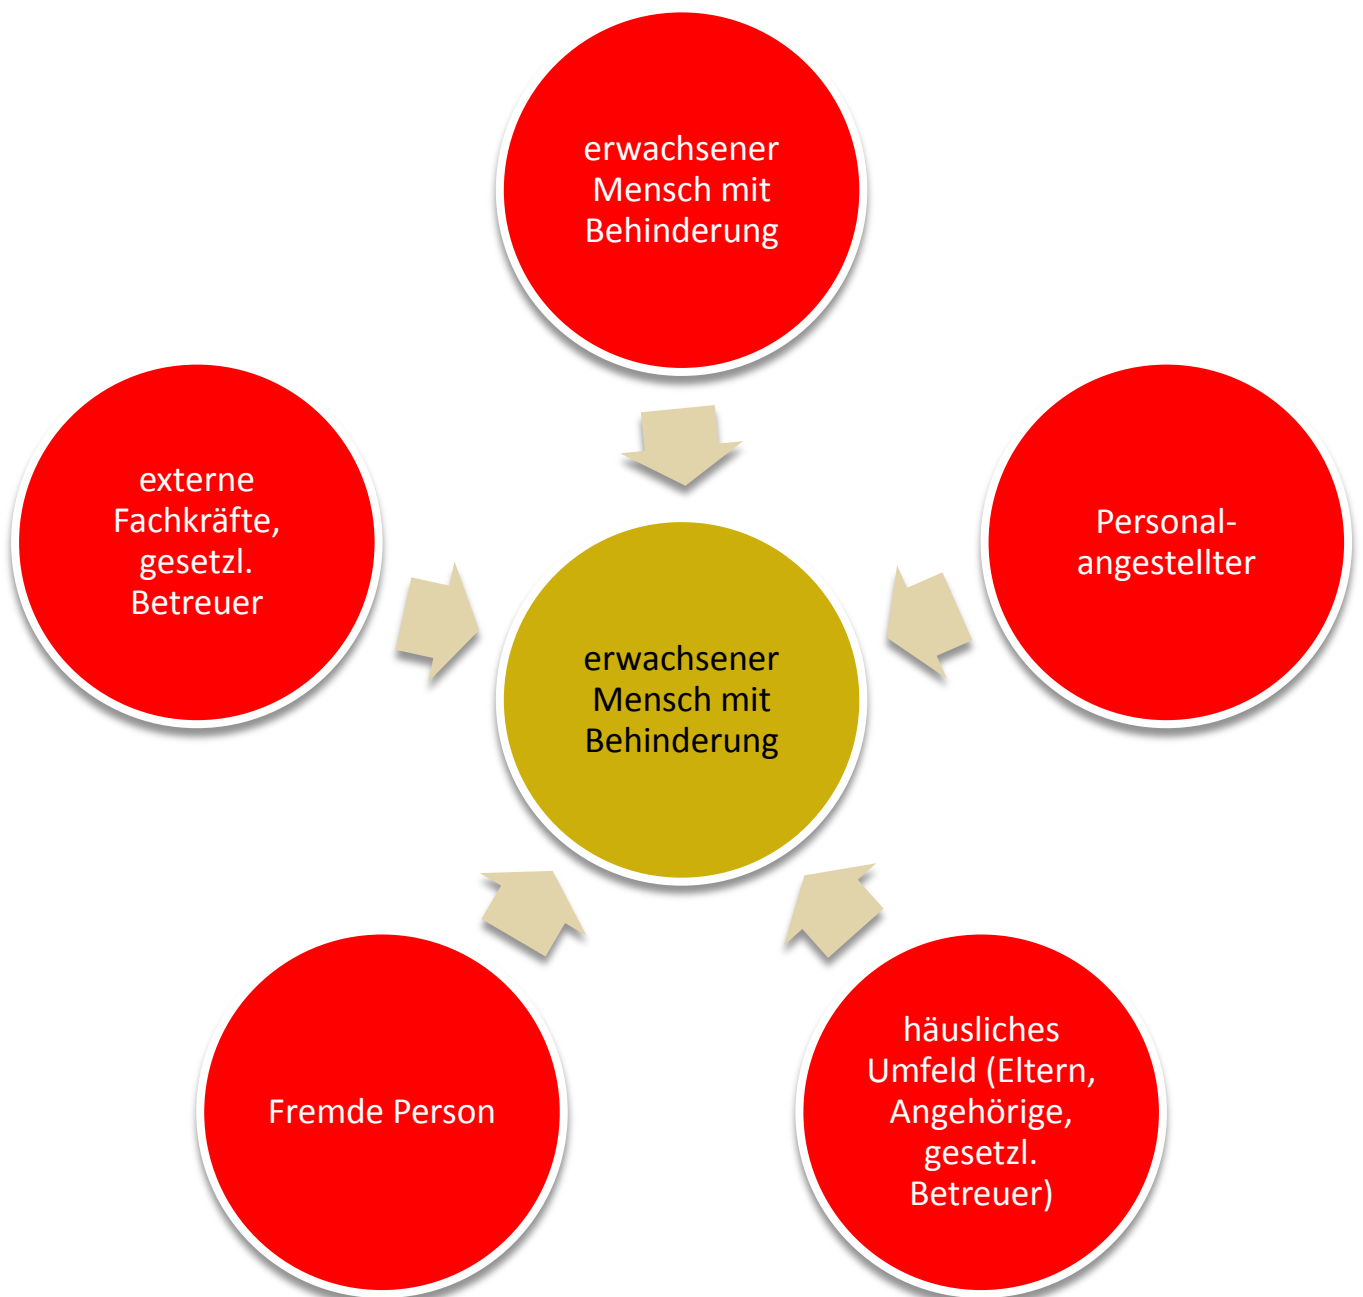 erwachsener
Mensch mit
Behinderung
externe
Fachkräfte,
gesetzl.
Betreuer
Personal-
angestellter
erwachsener
Mensch mit
Behinderung
Fremde Person
häusliches
Umfeld (Eltern,
Angehörige,
gesetzl.
Betreuer)